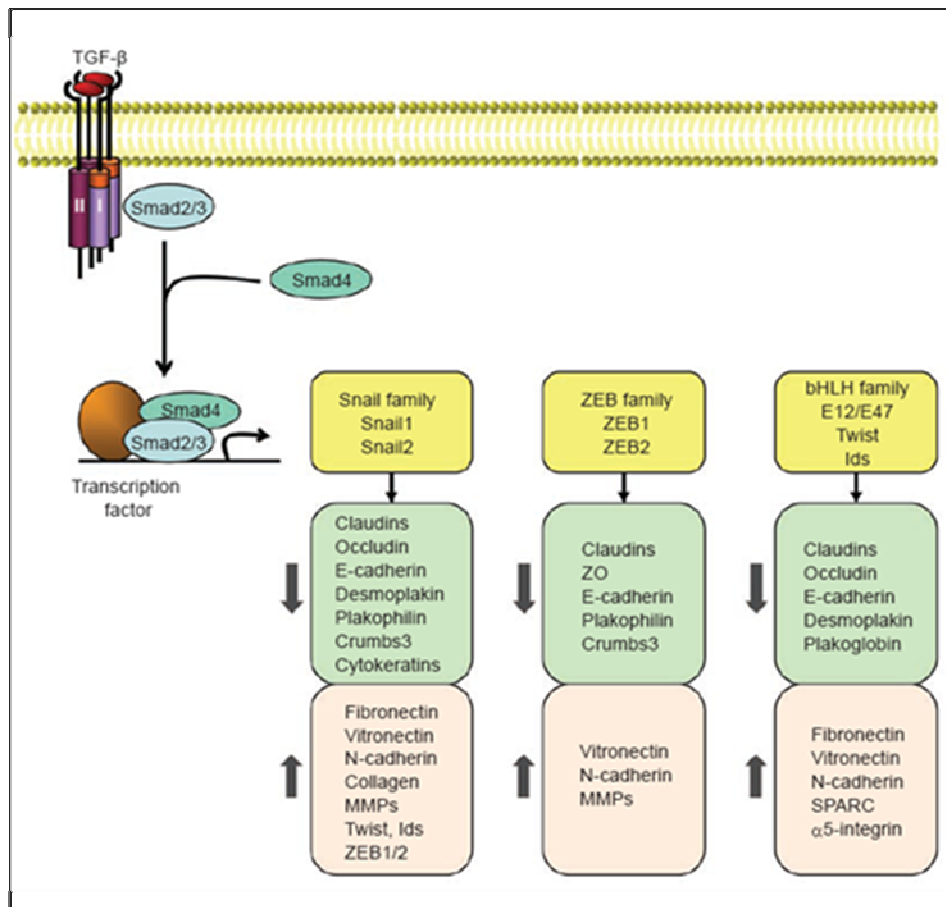 TGF-β
II
I
Smad2/3
Smad4
Smad4
Smad2/3
Transcription
factor
Snail family
Snail1
Snail2
Claudins
Occludin
E-cadherin
Desmoplakin
Plakophilin
Crumbs3
Cytokeratins
Fibronectin
Vitronectin
N-cadherin
Collagen
MMPs
Twist, Ids
ZEB1/2
ZEB family
ZEB1
ZEB2
Claudins
ZO
E-cadherin
Plakophilin
Crumbs3
Vitronectin
N-cadherin
MMPs
bHLH family
E12/E47
Twist
Ids
Claudins
Occludin
E-cadherin
Desmoplakin
Plakoglobin
Fibronectin
Vitronectin
N-cadherin
SPARC
α5-integrin